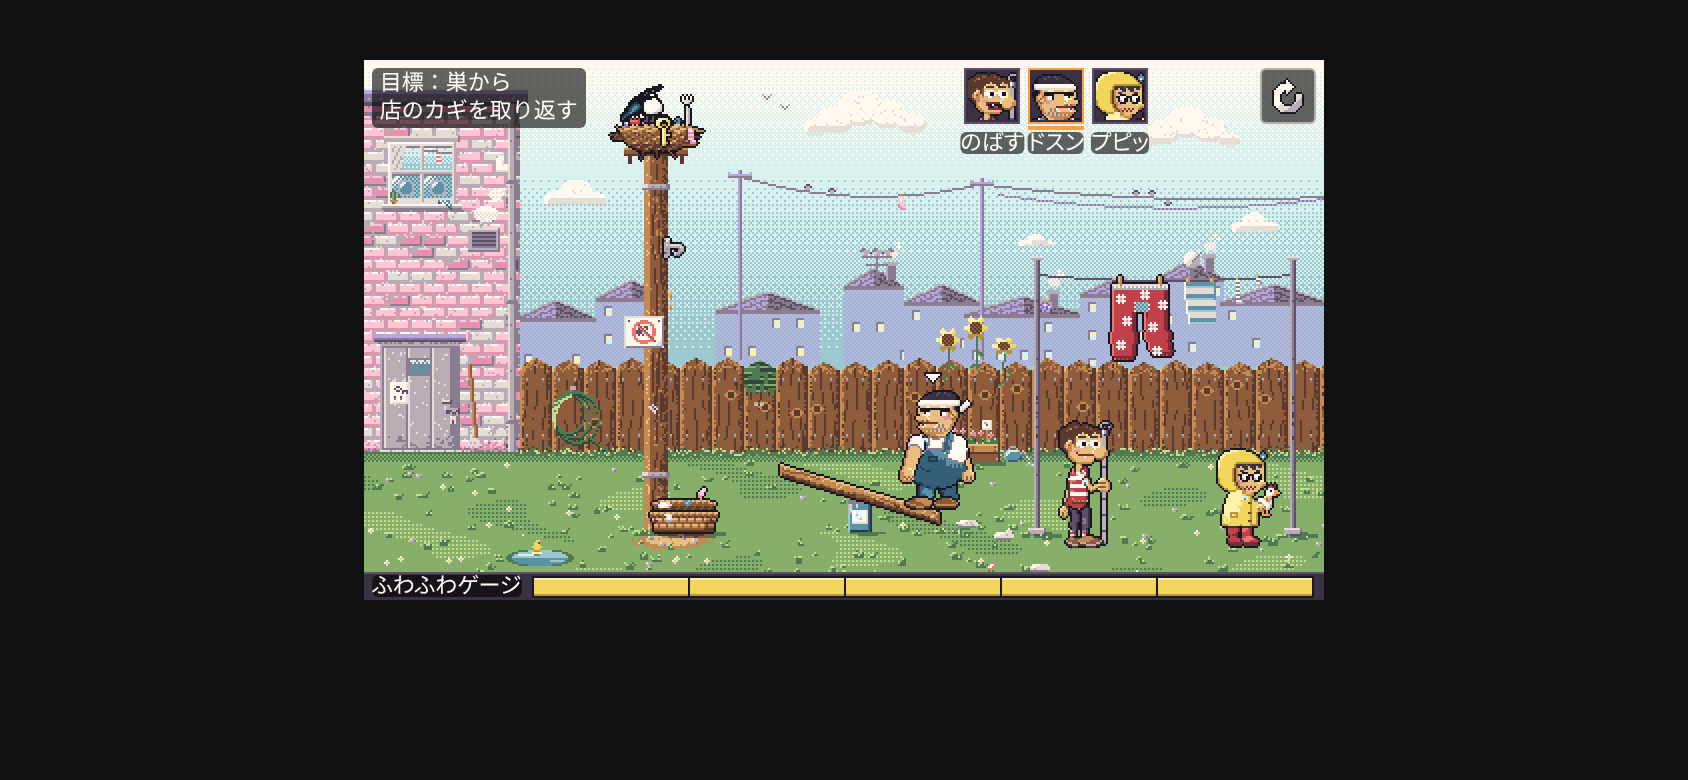 目標：巣から
店のカギを取り返す
のばす
ドスン
プピッ
ふわふわゲージ